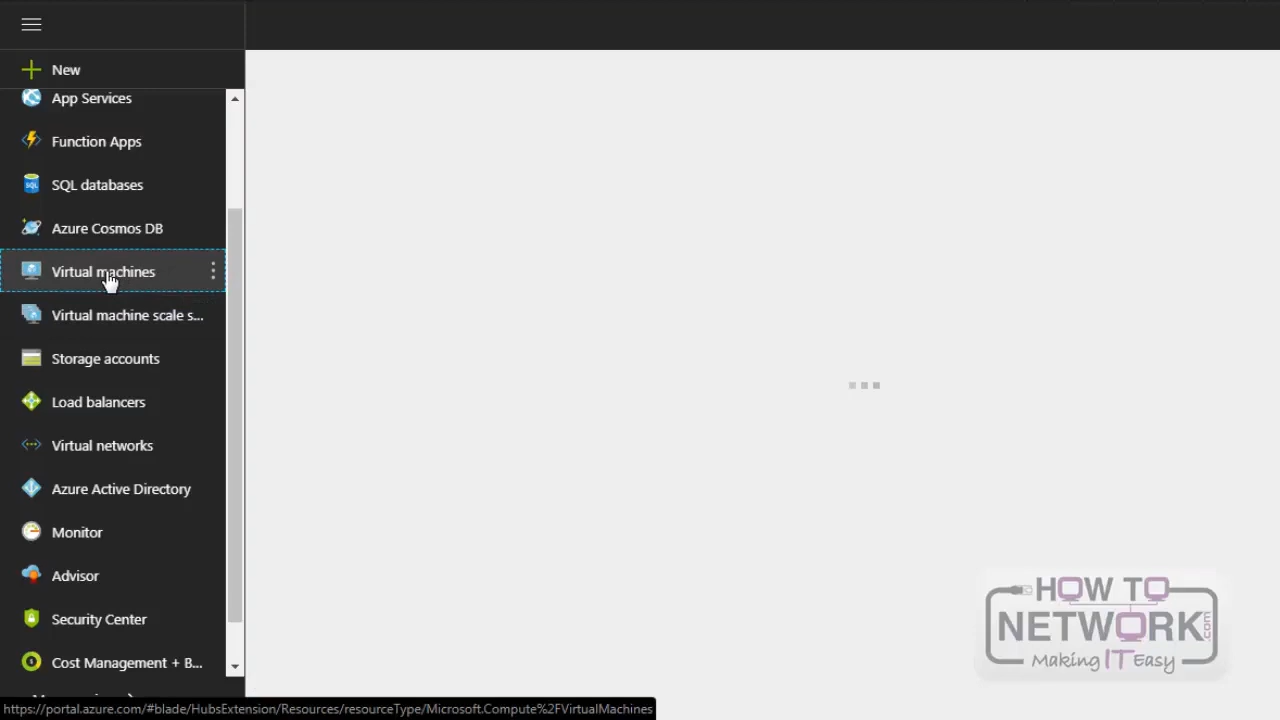 New
App Services
Function Apps
SQL databases
Azure Cosmos DB
Virtual machines
Virtual machine scale s...
Storage accounts
Load balancers
Virtual networks
Azure Active Directory
Monitor
Advisor
Security Center
Cost Management + B...
https://portal.azure.com/#blade/HubsExtension/Resources/resourceType/Microsoft.Compute%2FVirtualMachines
HOW TO
NETWORK.com
Making IT Easy